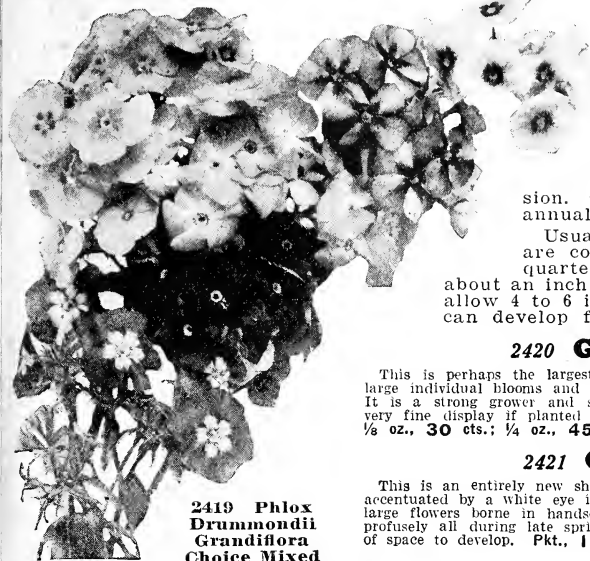 sion.
annual
Usua
are co
quarte
about an inch
allow 4 to 6 i
can develop f
2420 G
This is perhaps the largest
large individual blooms and
It is a strong grower and s
very fine display if planted
⅛ oz., 30 cts.; ¼ oz., 45
2421
This is an entirely new sh
accentuated by a white eye i
large flowers borne in hands
profusely all during late spri
of space to develop. Pkt., 1
2419 Phlox
Drummondii
Grandiflora
Choice Mixed